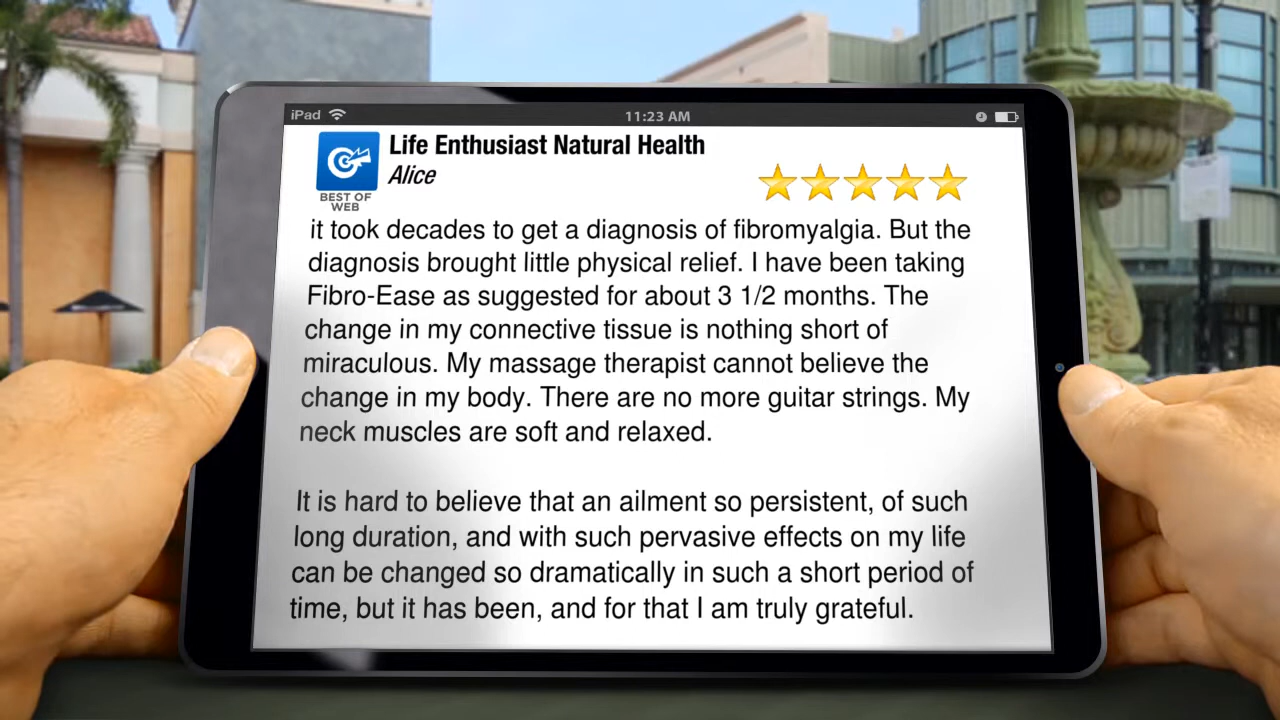 iPad 11:23 AM
Life Enthusiast Natural Health
Alice
BEST OF
WEB
it took decades to get a diagnosis of fibromyalgia. But the
diagnosis brought little physical relief. I have been taking
Fibro-Ease as suggested for about 3 1/2 months. The
change in my connective tissue is nothing short of
miraculous. My massage therapist cannot believe the
change in my body. There are no more guitar strings. My
neck muscles are soft and relaxed.
It is hard to believe that an ailment so persistent, of such
long duration, and with such pervasive effects on my life
can be changed so dramatically in such a short period of
time, but it has been, and for that I am truly grateful.